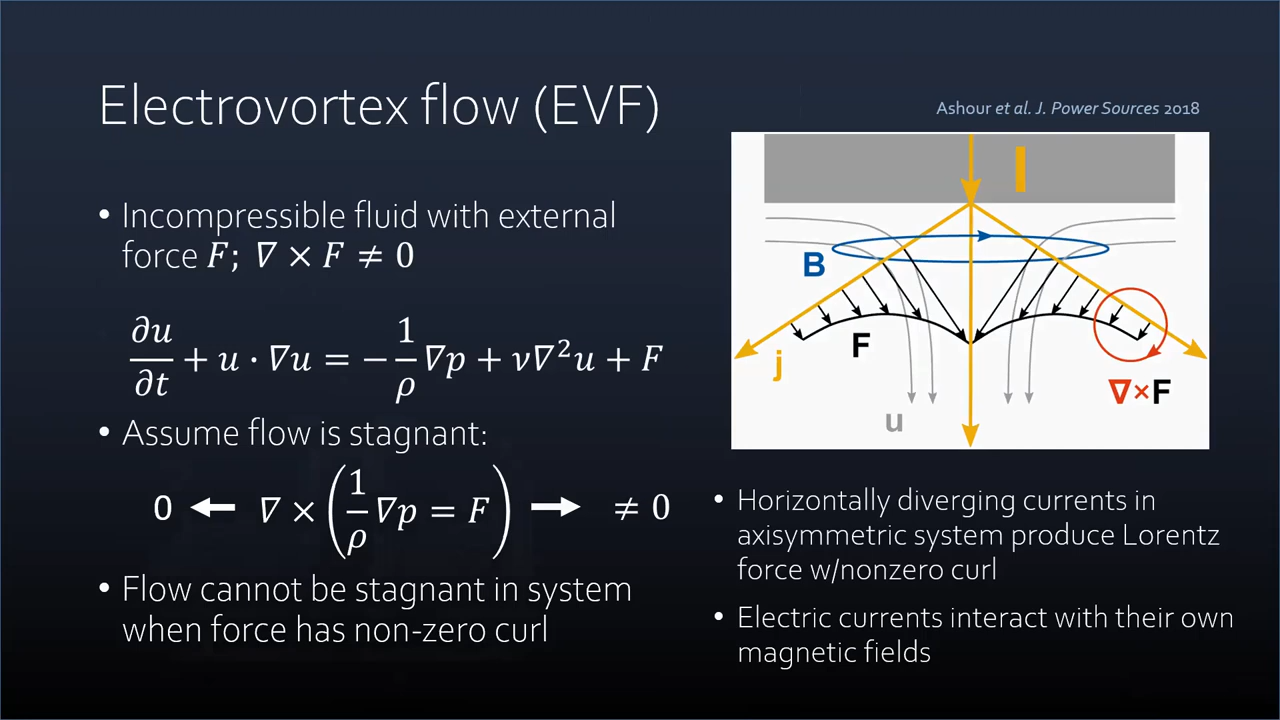 Electrovortex flow (EVF)
Ashour et al. J. Power Sources 2018
• Incompressible fluid with external
force F; ∇ × F ≠ 0
∂u/∂t + u · ∇u = −1/ρ ∇p + ν∇²u + F
• Assume flow is stagnant:
0 ← ∇ × (1/ρ ∇p = F) → ≠ 0
• Flow cannot be stagnant in system
when force has non-zero curl
I
B
F
j
∇×F
u
• Horizontally diverging currents in
axisymmetric system produce Lorentz
force w/nonzero curl
• Electric currents interact with their own
magnetic fields